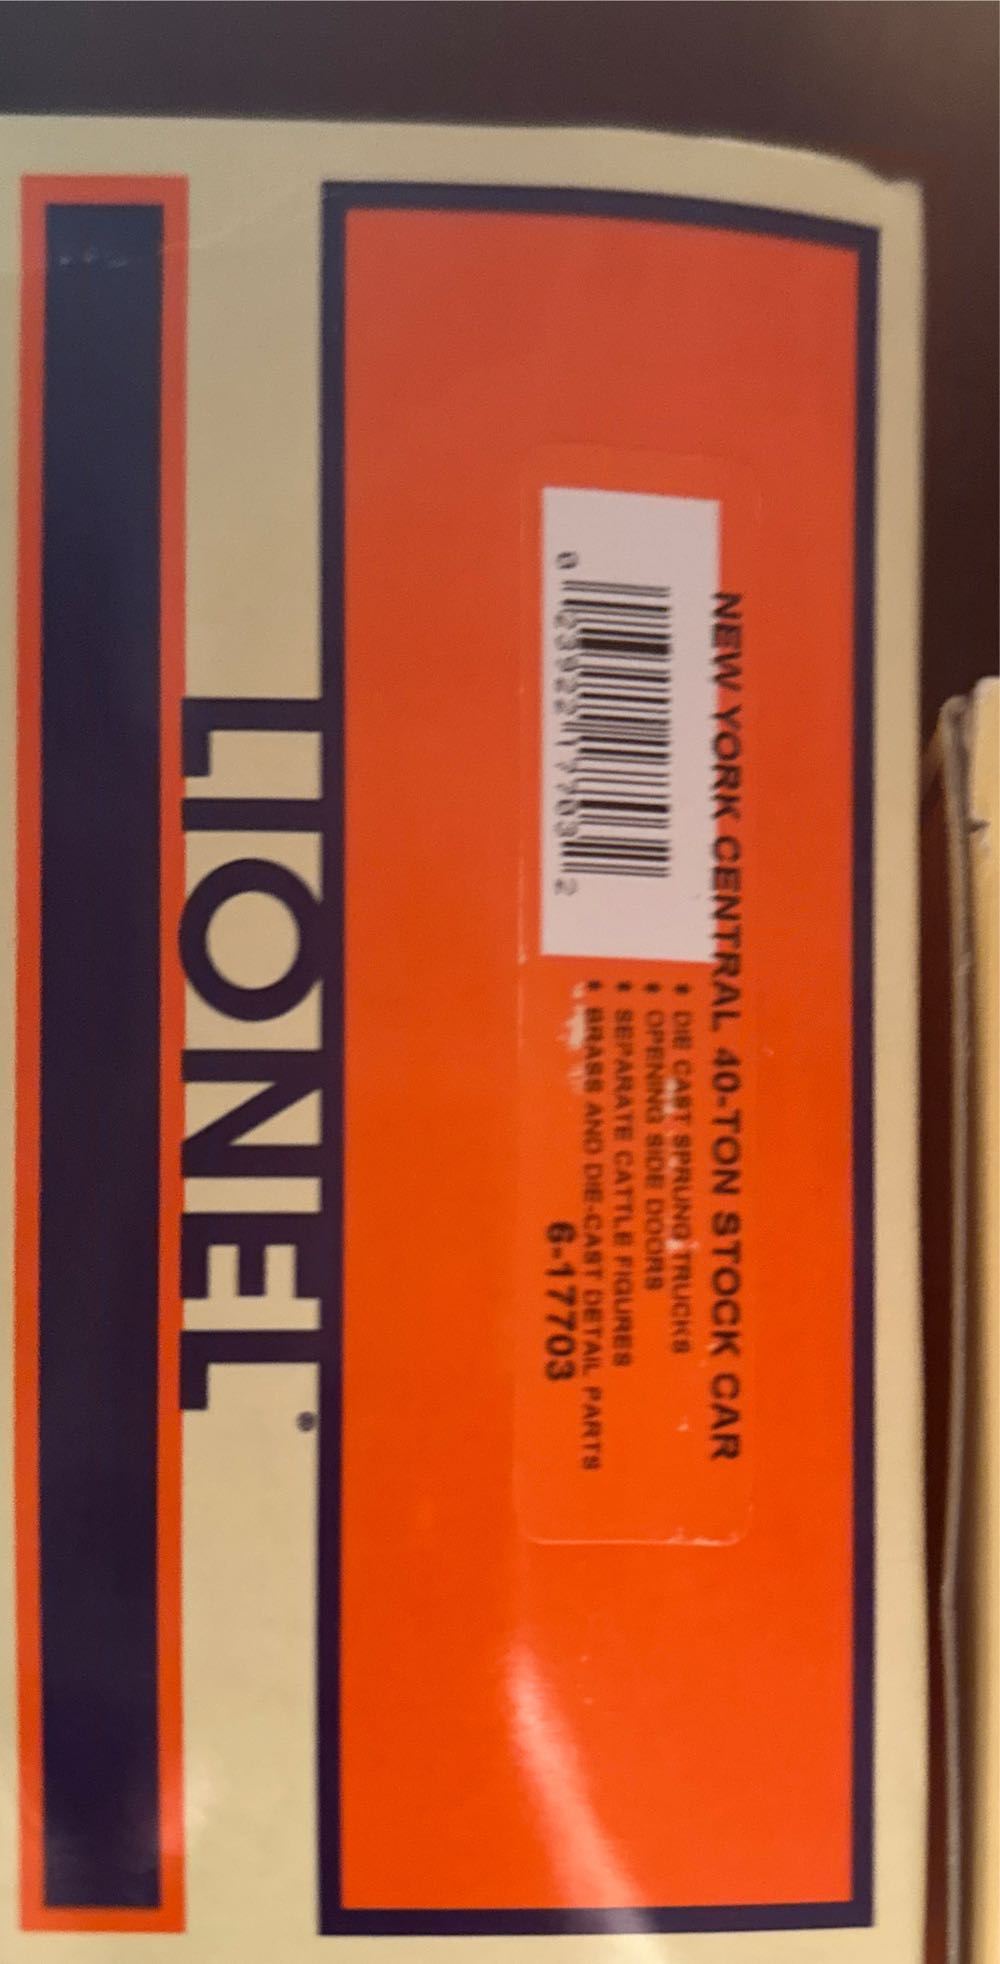 NEW YORK CENTRAL 40-TON STOCK CAR
* DIE CAST SPRUNG TRUCKS
* OPENING SIDE DOORS
* SEPARATE CATTLE FIGURES
* BRASS AND DIE-CAST DETAIL PARTS
6-17703
0 23922 17703 2
LIONEL®